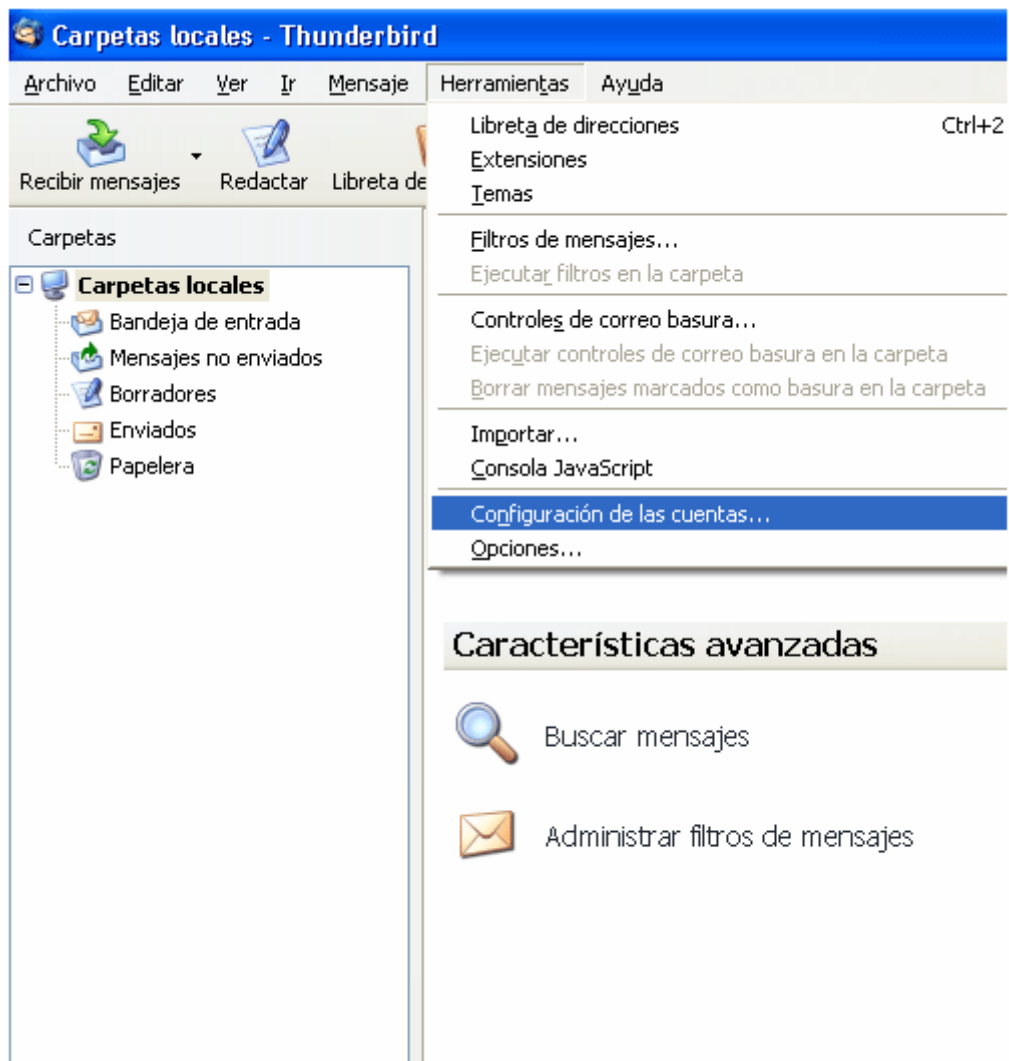 Carpetas locales - Thunderbird
Archivo Editar Ver Ir Mensaje Herramientas Ayuda
Recibir mensajes Redactar Libreta de
Carpetas
Carpetas locales
Bandeja de entrada
Mensajes no enviados
Borradores
Enviados
Papelera
Libreta de direcciones Ctrl+2
Extensiones
Temas
Filtros de mensajes...
Ejecutar filtros en la carpeta
Controles de correo basura...
Ejecutar controles de correo basura en la carpeta
Borrar mensajes marcados como basura en la carpeta
Importar...
Consola JavaScript
Configuración de las cuentas...
Opciones...
Características avanzadas
Buscar mensajes
Administrar filtros de mensajes